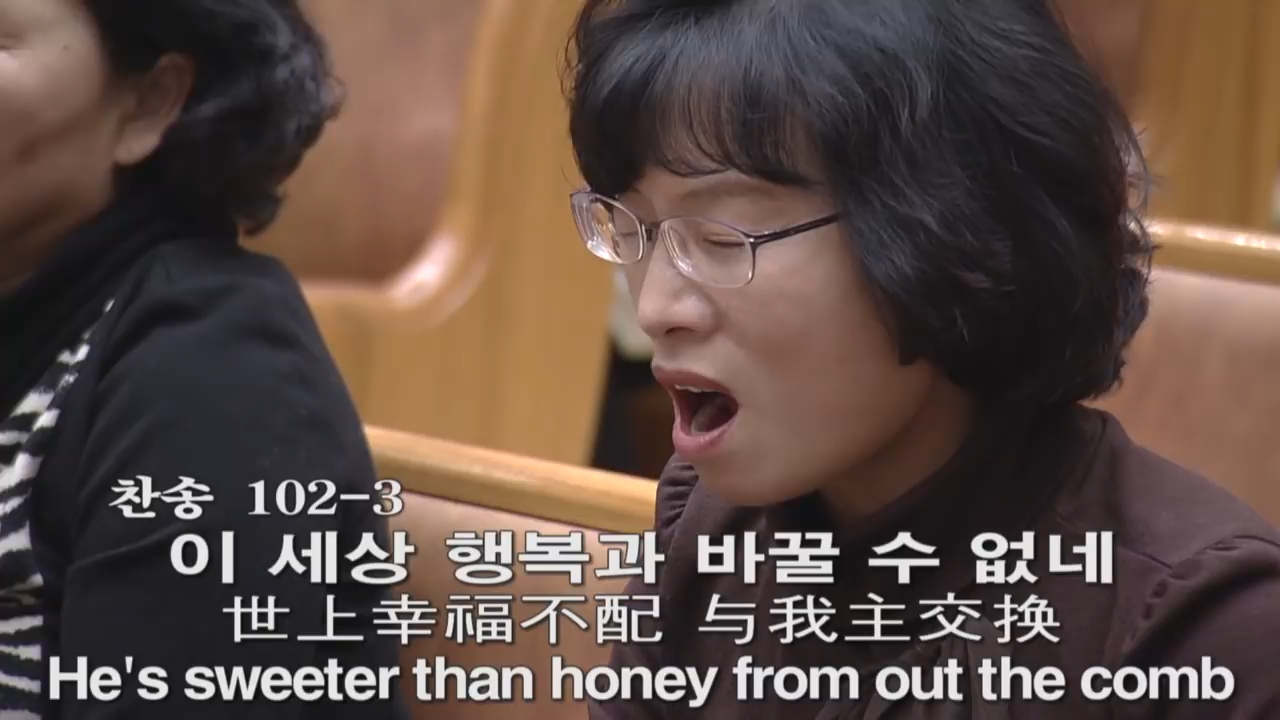 찬송 102-3
이 세상 행복과 바꿀 수 없네
世上幸福不配 与我主交换
He's sweeter than honey from out the comb